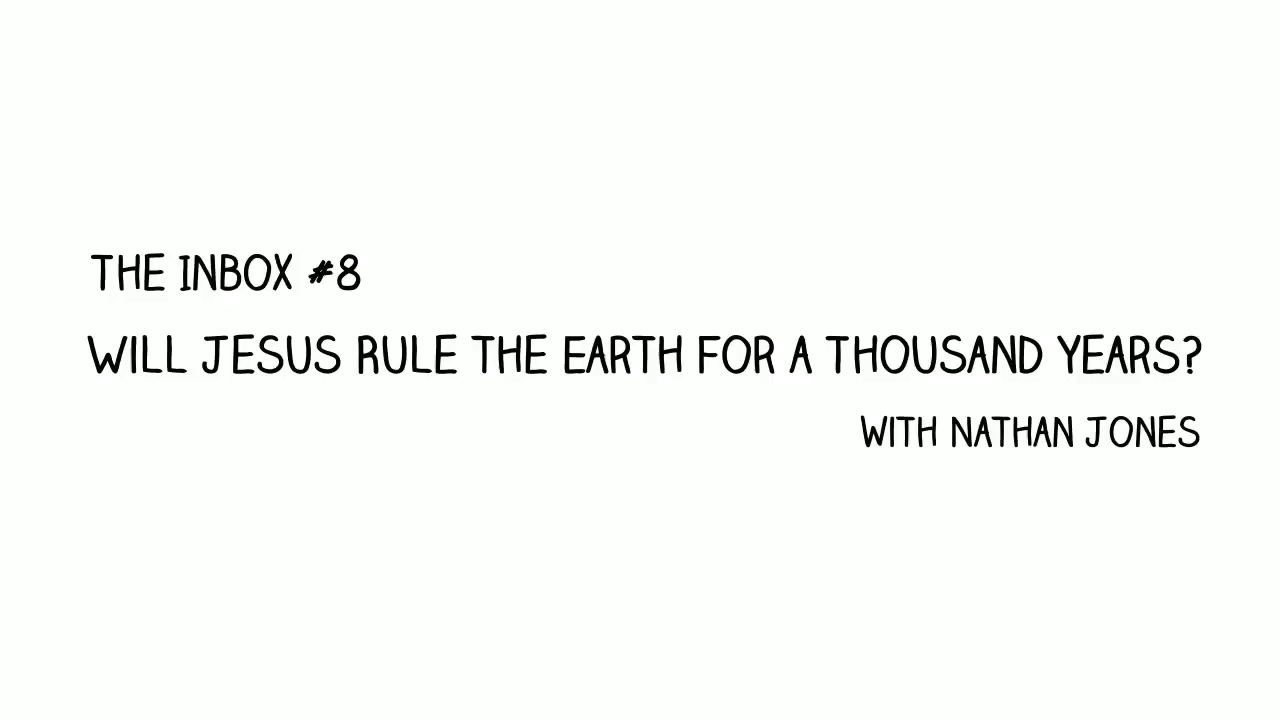 THE INBOX #8
WILL JESUS RULE THE EARTH FOR A THOUSAND YEARS?
WITH NATHAN JONES